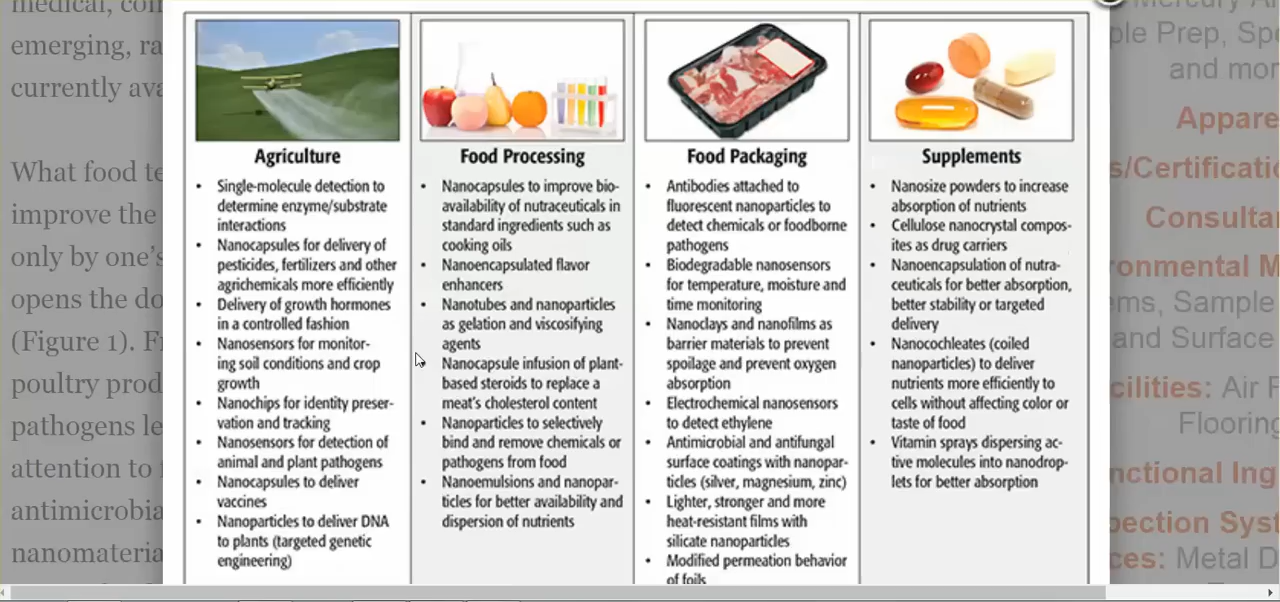 medical, con
emerging, ra
currently ava
What food te
improve the
only by one's
opens the do
(Figure 1). Fr
poultry prod
pathogens le
attention to f
antimicrobia
nanomateria
Agriculture
• Single-molecule detection to
determine enzyme/substrate
interactions
• Nanocapsules for delivery of
pesticides, fertilizers and other
agrichemicals more efficiently
• Delivery of growth hormones
in a controlled fashion
• Nanosensors for monitor-
ing soil conditions and crop
growth
• Nanochips for identity preser-
vation and tracking
• Nanosensors for detection of
animal and plant pathogens
• Nanocapsules to deliver
vaccines
• Nanoparticles to deliver DNA
to plants (targeted genetic
engineering)
Food Processing
• Nanocapsules to improve bio-
availability of nutraceuticals in
standard ingredients such as
cooking oils
• Nanoencapsulated flavor
enhancers
• Nanotubes and nanoparticles
as gelation and viscosifying
agents
• Nanocapsule infusion of plant-
based steroids to replace a
meat's cholesterol content
• Nanoparticles to selectively
bind and remove chemicals or
pathogens from food
• Nanoemulsions and nanopar-
ticles for better availability and
dispersion of nutrients
Food Packaging
• Antibodies attached to
fluorescent nanoparticles to
detect chemicals or foodborne
pathogens
• Biodegradable nanosensors
for temperature, moisture and
time monitoring
• Nanoclays and nanofilms as
barrier materials to prevent
spoilage and prevent oxygen
absorption
• Electrochemical nanosensors
to detect ethylene
• Antimicrobial and antifungal
surface coatings with nanopar-
ticles (silver, magnesium, zinc)
• Lighter, stronger and more
heat-resistant films with
silicate nanoparticles
• Modified permeation behavior
of foils
Supplements
• Nanosize powders to increase
absorption of nutrients
• Cellulose nanocrystal compos-
ites as drug carriers
• Nanoencapsulation of nutra-
ceuticals for better absorption,
better stability or targeted
delivery
• Nanocochleates (coiled
nanoparticles) to deliver
nutrients more efficiently to
cells without affecting color or
taste of food
• Vitamin sprays dispersing ac-
tive molecules into nanodrop-
lets for better absorption
Mercury An
ple Prep, Spe
and mor
Appare
s/Certificatio
Consultan
onmental M
ems, Sample
and Surface
cilities: Air F
Flooring
nctional Ing
pection Syst
ces: Metal D